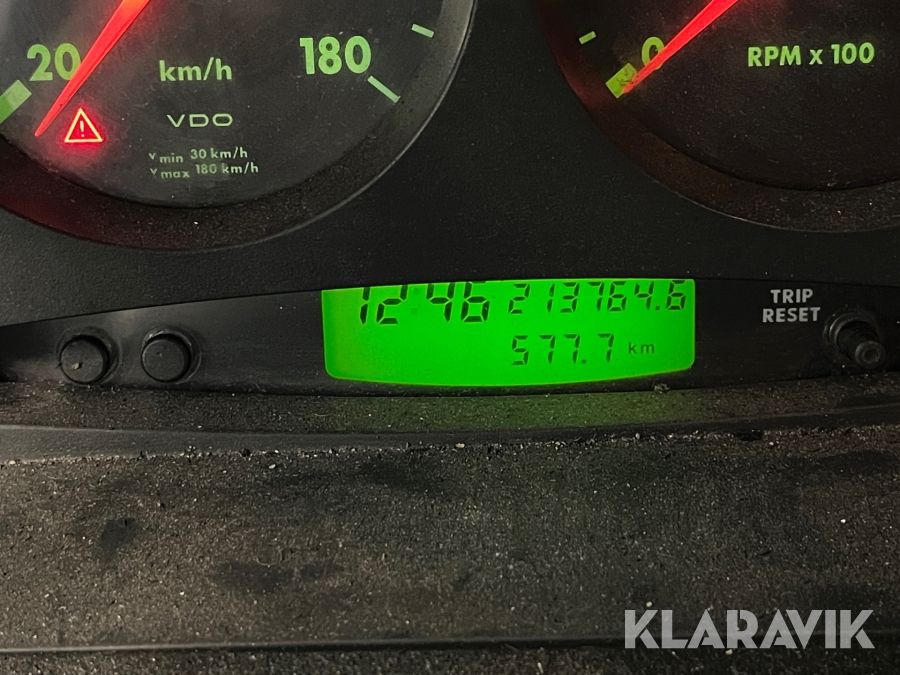 20
km/h
180
VDO
Vmin 30 km/h
Vmax 180 km/h
0
RPM x 100
12:46 213764.6
577.7 km
TRIP
RESET
KLARAVIK